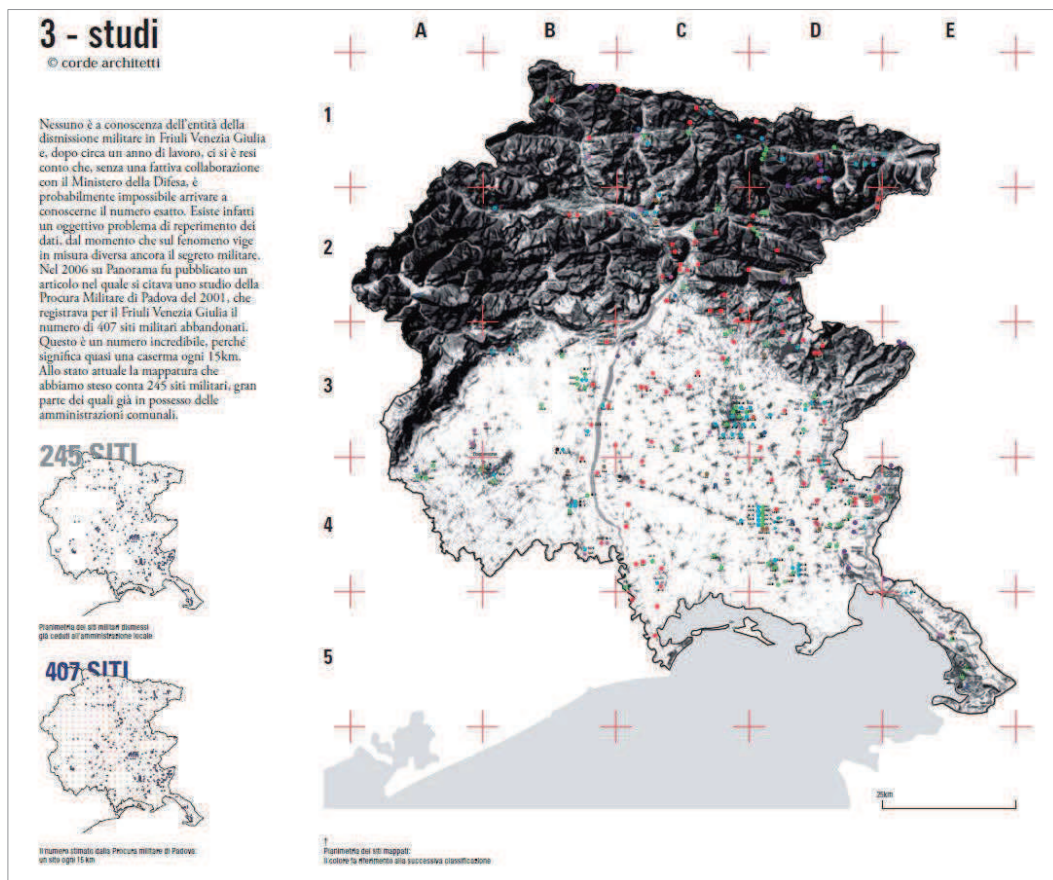 3 - studi
© corde architetti
Nessuno è a conoscenza dell'entità della
dismissione militare in Friuli Venezia Giulia
e, dopo circa un anno di lavoro, ci si è resi
conto che, senza una fattiva collaborazione
con il Ministero della Difesa, è
probabilmente impossibile arrivare a
conoscerne il numero esatto. Esiste infatti
un oggettivo problema di reperimento dei
dati, dal momento che sul fenomeno vige
in misura diversa ancora il segreto militare.
Nel 2006 su Panorama fu pubblicato un
articolo nel quale si citava uno studio della
Procura Militare di Padova del 2001, che
registrava per il Friuli Venezia Giulia il
numero di 407 siti militari abbandonati.
Questo è un numero incredibile, perché
significa quasi una caserma ogni 15km.
Allo stato attuale la mappatura che
abbiamo steso conta 245 siti militari, gran
parte dei quali già in possesso delle
amministrazioni comunali.
245 SITI
Planimetria dei siti militari dismessi
già ceduti all'amministrazione locale
407 SITI
Il numero stimato dalla Procura militare di Padova:
un sito ogni 15 km
A B C D E
1
2
3
4
5
25km
†
Planimetria dei siti mappati:
il colore fa riferimento alla successiva classificazione